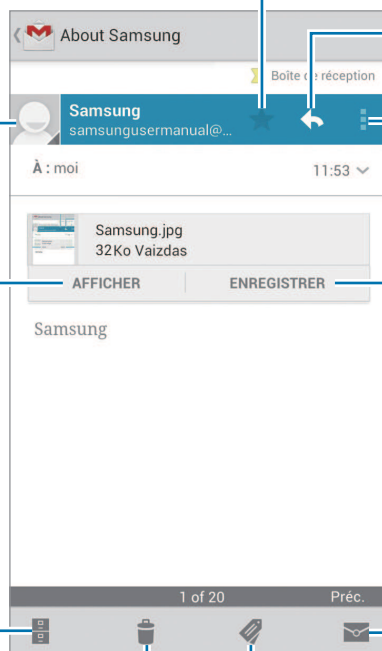 About Samsung
Boîte de réception
Samsung
samsungusermanual@...
À : moi
11:53
Samsung.jpg
32Ko Vaizdas
AFFICHER
ENREGISTRER
Samsung
1 of 20
Préc.